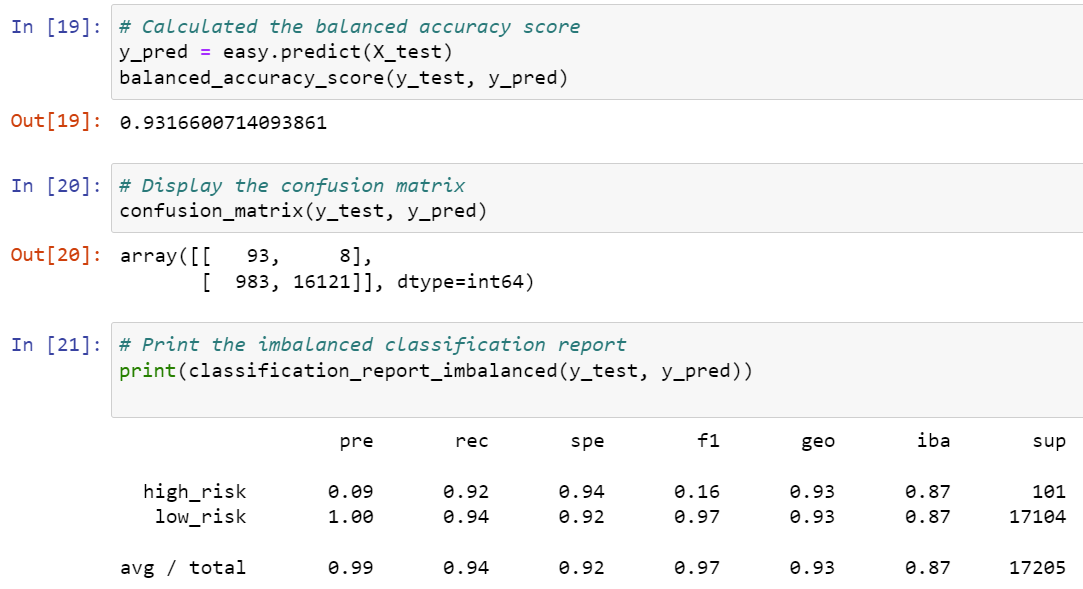 In [19]: # Calculated the balanced accuracy score
y_pred = easy.predict(X_test)
balanced_accuracy_score(y_test, y_pred)
Out[19]: 0.9316600714093861
In [20]: # Display the confusion matrix
confusion_matrix(y_test, y_pred)
Out[20]: array([[   93,     8],
       [  983, 16121]], dtype=int64)
In [21]: # Print the imbalanced classification report
print(classification_report_imbalanced(y_test, y_pred))
                   pre       rec       spe        f1       geo       iba       sup
  high_risk       0.09      0.92      0.94      0.16      0.93      0.87       101
   low_risk       1.00      0.94      0.92      0.97      0.93      0.87     17104
avg / total       0.99      0.94      0.92      0.97      0.93      0.87     17205